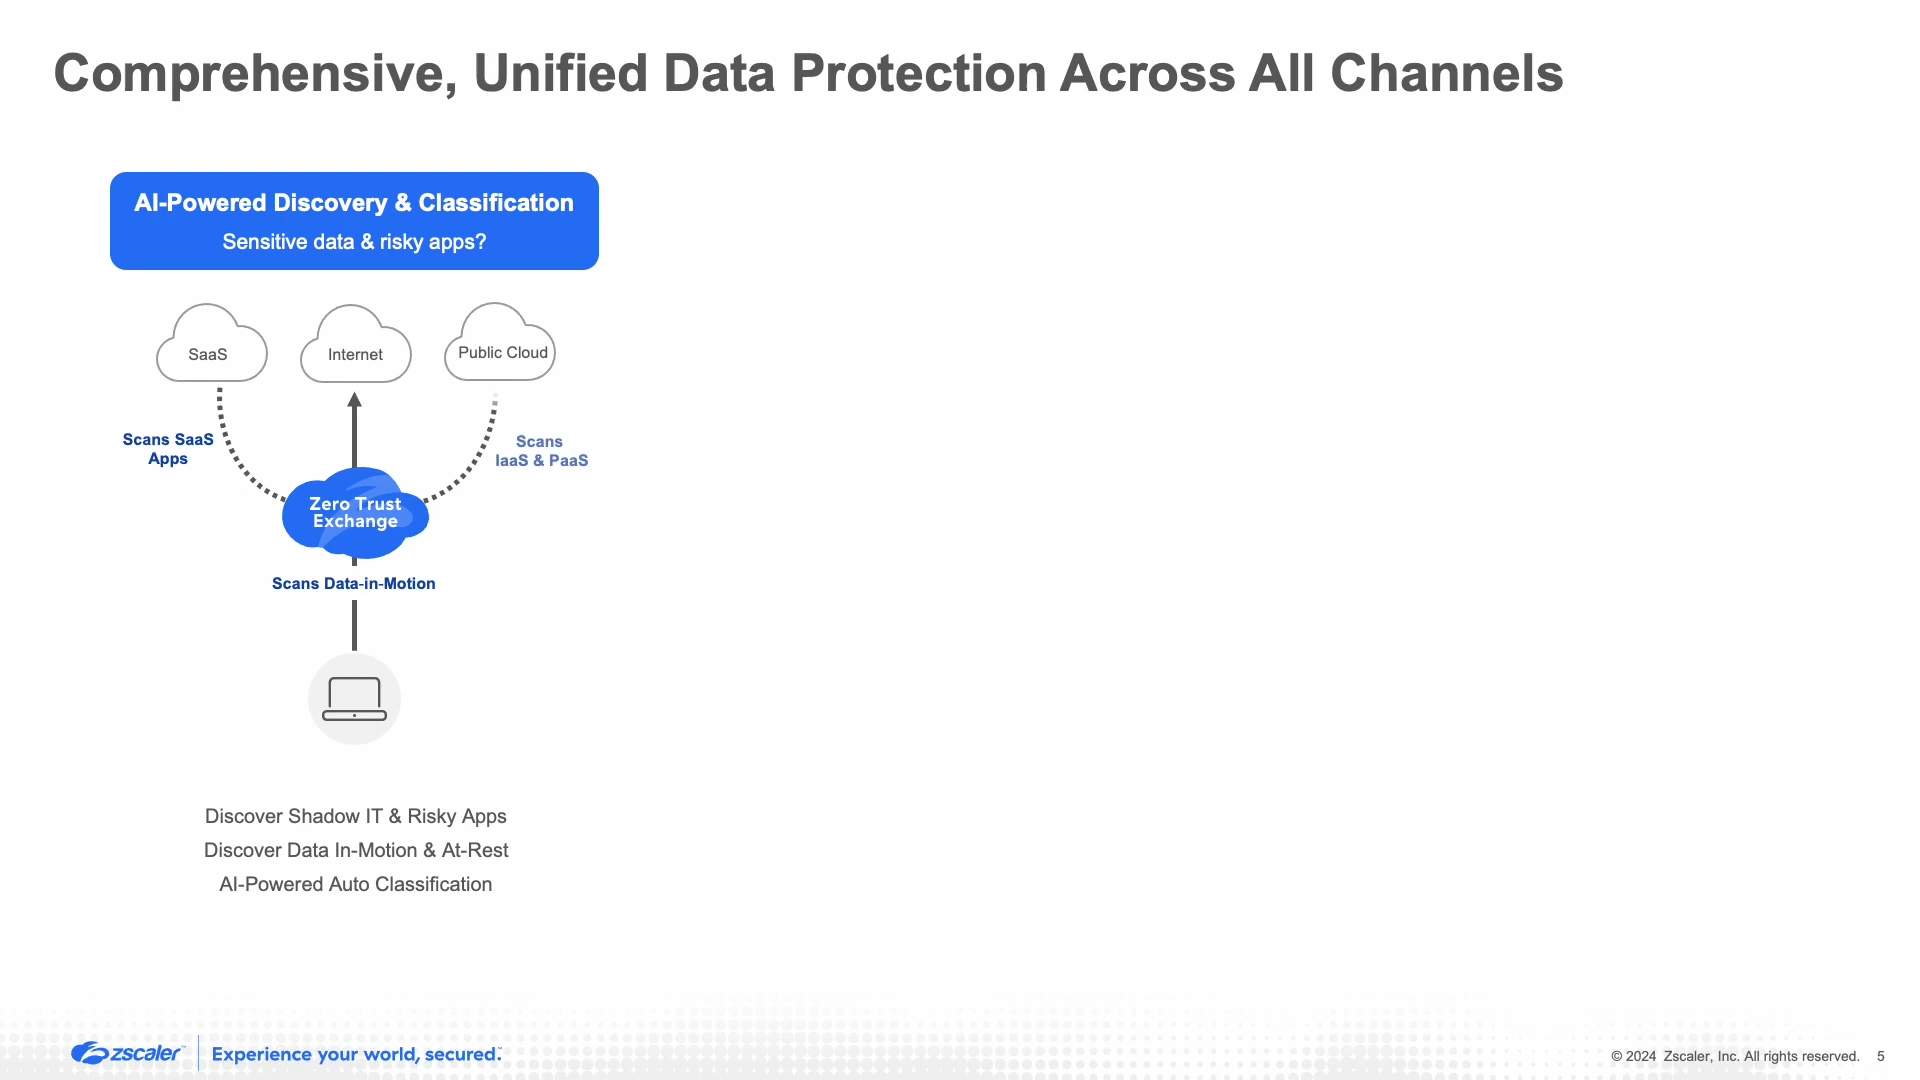 Comprehensive, Unified Data Protection Across All Channels
AI-Powered Discovery & Classification
Sensitive data & risky apps?
SaaS
Internet
Public Cloud
Scans SaaS
Apps
Scans
IaaS & PaaS
Zero Trust
Exchange
Scans Data-in-Motion
Discover Shadow IT & Risky Apps
Discover Data In-Motion & At-Rest
AI-Powered Auto Classification
zscaler™
Experience your world, secured.™
© 2024 Zscaler, Inc. All rights reserved. 5